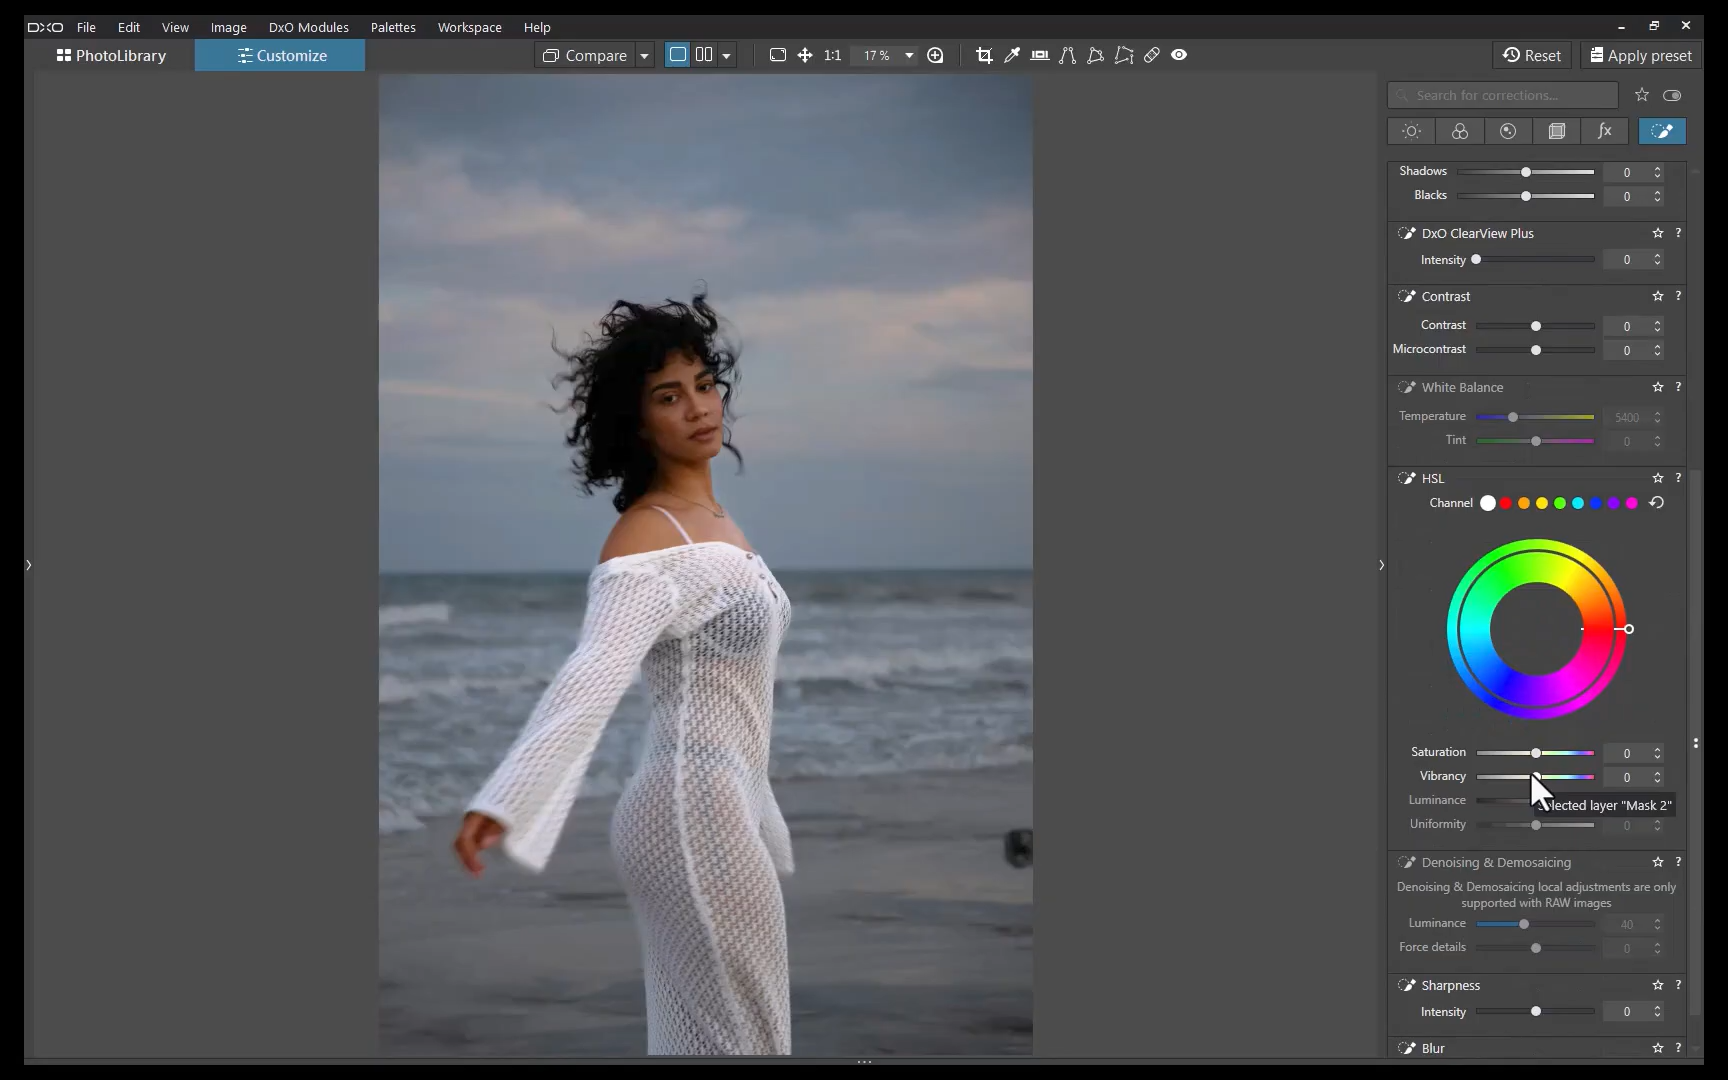 DXO File Edit View Image DxO Modules Palettes Workspace Help
PhotoLibrary Customize Compare 1:1 17 % Reset Apply preset
Search for corrections...
fx
Shadows 0
Blacks 0
DxO ClearView Plus ?
Intensity 0
Contrast ?
Contrast 0
Microcontrast 0
White Balance ?
Temperature 5400
Tint 0
HSL ?
Channel
Saturation 0
Vibrancy 0
Luminance layer "Mask 2"
Uniformity 0
Denoising & Demosaicing ?
Denoising & Demosaicing local adjustments are only
supported with RAW images
Luminance 40
Force details 0
Sharpness ?
Intensity 0
Blur ?